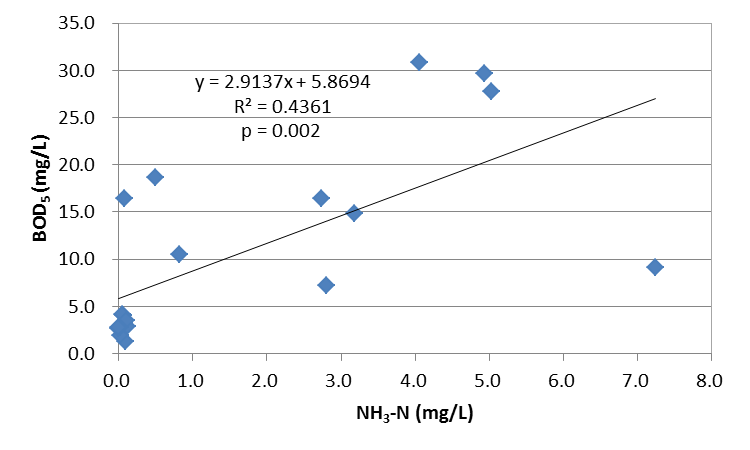 35.0
30.0
25.0
20.0
15.0
10.0
5.0
0.0
BOD₅ (mg/L)
y = 2.9137x + 5.8694
R² = 0.4361
p = 0.002
0.0 1.0 2.0 3.0 4.0 5.0 6.0 7.0 8.0
NH₃-N (mg/L)